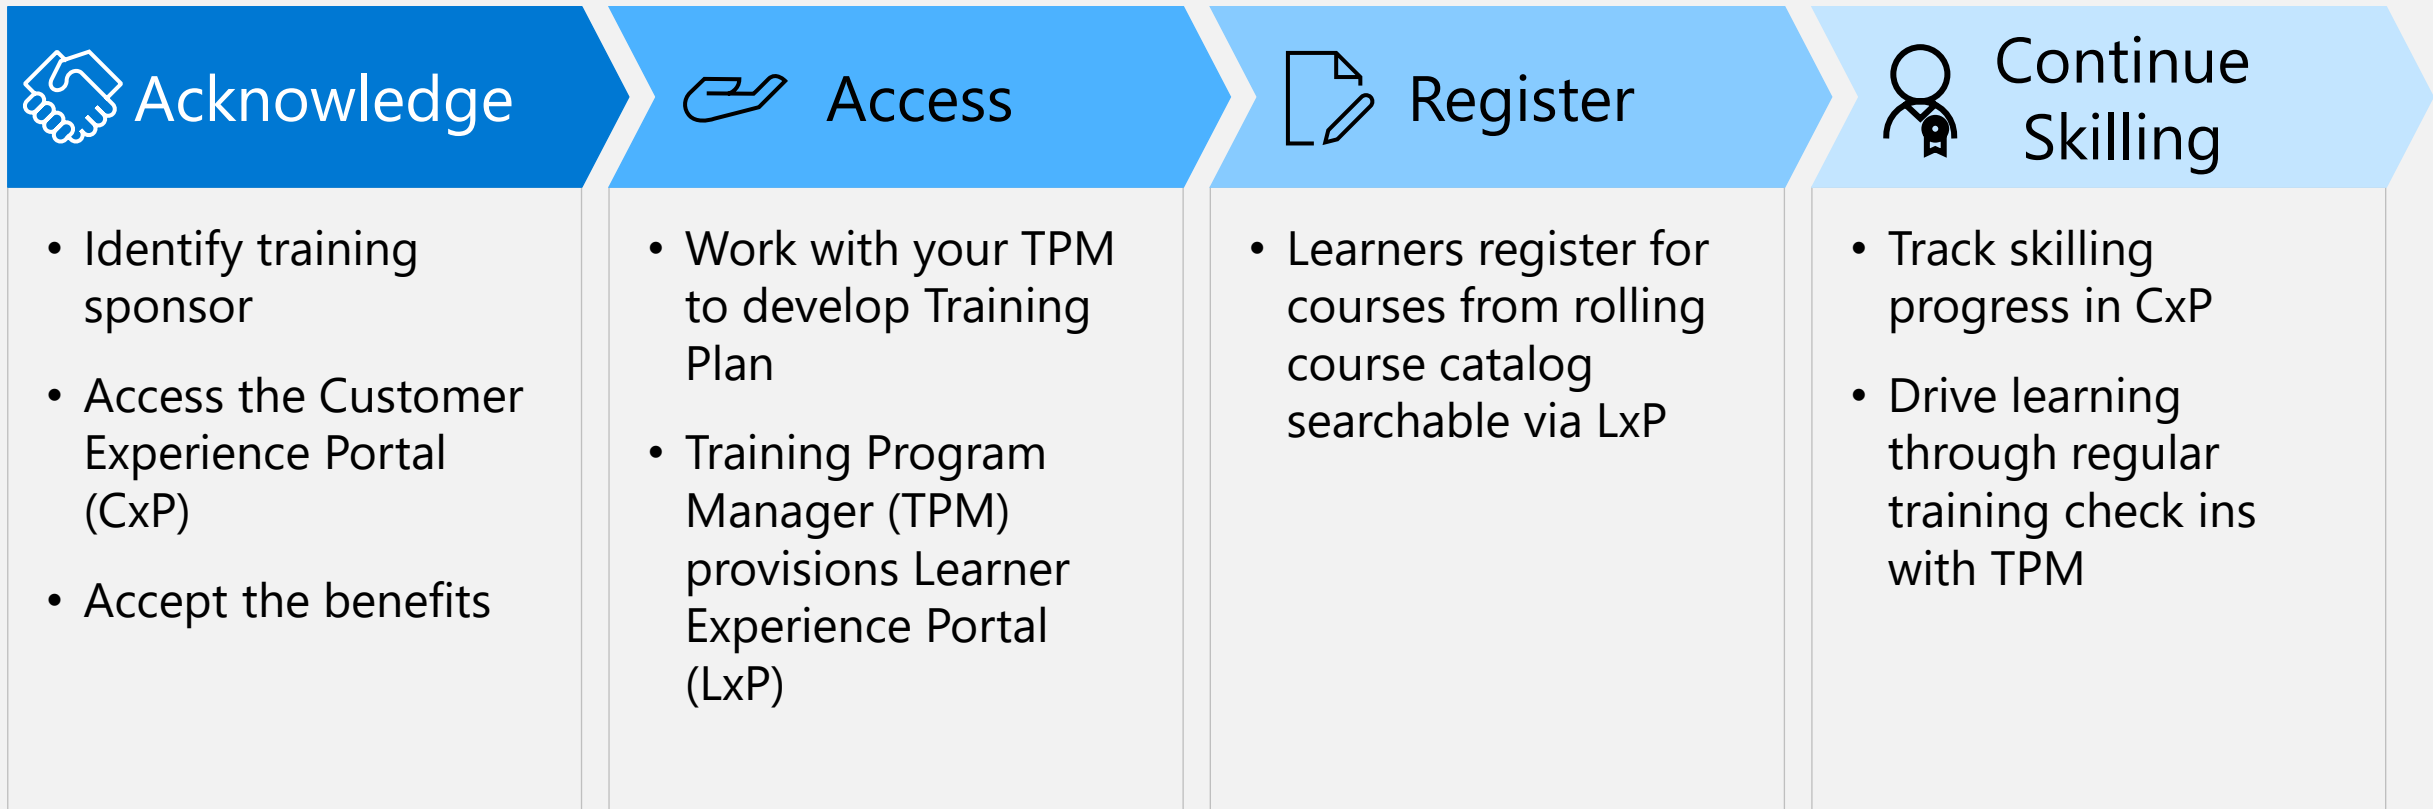 Acknowledge
• Identify training
sponsor
• Access the Customer
Experience Portal
(CxP)
• Accept the benefits
Access
• Work with your TPM
to develop Training
Plan
• Training Program
Manager (TPM)
provisions Learner
Experience Portal
(LxP)
Register
• Learners register for
courses from rolling
course catalog
searchable via LxP
Continue
Skilling
• Track skilling
progress in CxP
• Drive learning
through regular
training check ins
with TPM